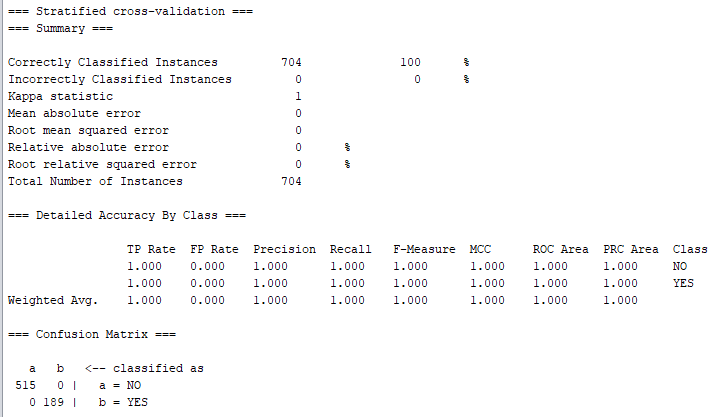 === Stratified cross-validation ===
=== Summary ===
Correctly Classified Instances 704 100 %
Incorrectly Classified Instances 0 0 %
Kappa statistic 1
Mean absolute error 0
Root mean squared error 0
Relative absolute error 0 %
Root relative squared error 0 %
Total Number of Instances 704
=== Detailed Accuracy By Class ===
TP Rate FP Rate Precision Recall F-Measure MCC ROC Area PRC Area Class
1.000 0.000 1.000 1.000 1.000 1.000 1.000 1.000 NO
1.000 0.000 1.000 1.000 1.000 1.000 1.000 1.000 YES
Weighted Avg. 1.000 0.000 1.000 1.000 1.000 1.000 1.000 1.000
=== Confusion Matrix ===
a b <-- classified as
515 0 | a = NO
0 189 | b = YES